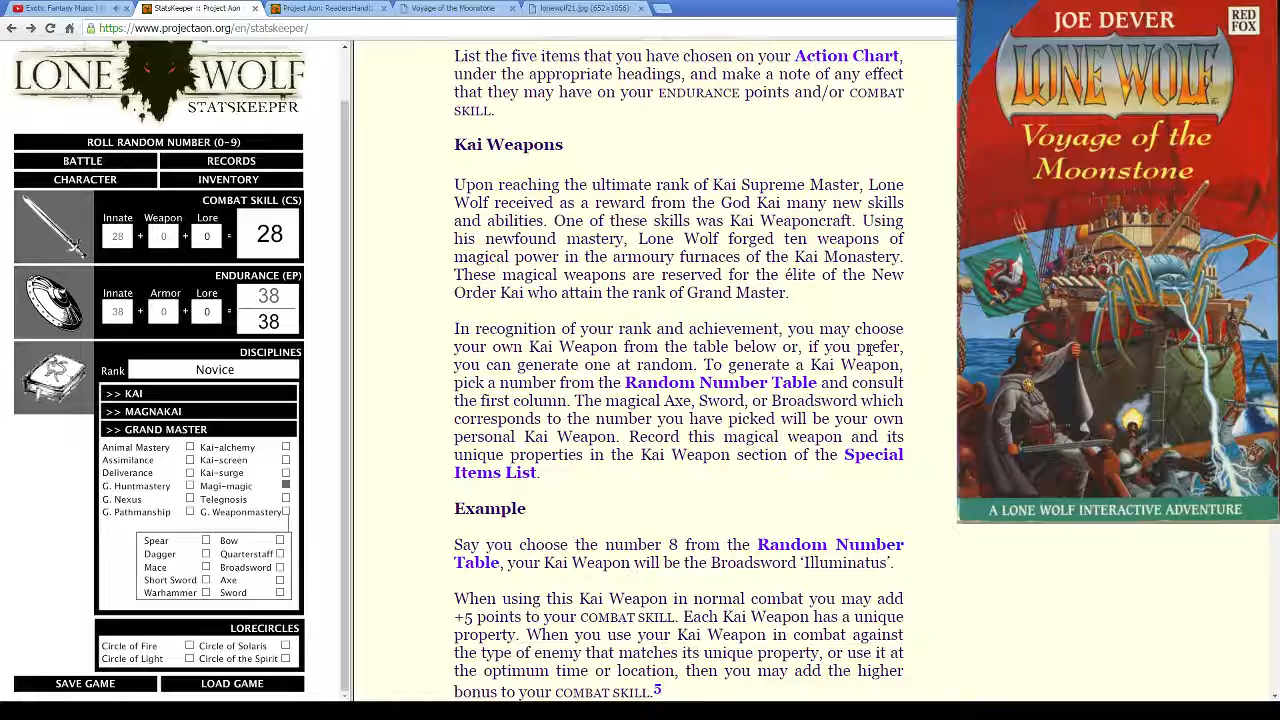 Exotic Fantasy Music
StatsKeeper :: Project Aon
Project Aon: ReadersHandb
Voyage of the Moonstone
lonewolf21.jpg (652×1056)
https://www.projectaon.org/en/statskeeper/
LONE WOLF
STATSKEEPER
ROLL RANDOM NUMBER (0-9)
BATTLE RECORDS
CHARACTER INVENTORY
COMBAT SKILL (CS)
Innate Weapon Lore
28 + 0 + 0 = 28
ENDURANCE (EP)
Innate Armor Lore
38
38 + 0 + 0 =
38
DISCIPLINES
Rank Novice
>> KAI
>> MAGNAKAI
>> GRAND MASTER
Animal Mastery Kai-alchemy
Assimilance Kai-screen
Deliverance Kai-surge
G. Huntmastery Magi-magic
G. Nexus Telegnosis
G. Pathmanship G. Weaponmastery
Spear Bow
Dagger Quarterstaff
Mace Broadsword
Short Sword Axe
Warhammer Sword
LORECIRCLES
Circle of Fire Circle of Solaris
Circle of Light Circle of the Spirit
SAVE GAME LOAD GAME
List the five items that you have chosen on your Action Chart,
under the appropriate headings, and make a note of any effect
that they may have on your ENDURANCE points and/or COMBAT
SKILL.
Kai Weapons
Upon reaching the ultimate rank of Kai Supreme Master, Lone
Wolf received as a reward from the God Kai many new skills
and abilities. One of these skills was Kai Weaponcraft. Using
his newfound mastery, Lone Wolf forged ten weapons of
magical power in the armoury furnaces of the Kai Monastery.
These magical weapons are reserved for the élite of the New
Order Kai who attain the rank of Grand Master.
In recognition of your rank and achievement, you may choose
your own Kai Weapon from the table below or, if you prefer,
you can generate one at random. To generate a Kai Weapon,
pick a number from the Random Number Table and consult
the first column. The magical Axe, Sword, or Broadsword which
corresponds to the number you have picked will be your own
personal Kai Weapon. Record this magical weapon and its
unique properties in the Kai Weapon section of the Special
Items List.
Example
Say you choose the number 8 from the Random Number
Table, your Kai Weapon will be the Broadsword ‘Illuminatus’.
When using this Kai Weapon in normal combat you may add
+5 points to your COMBAT SKILL. Each Kai Weapon has a unique
property. When you use your Kai Weapon in combat against
the type of enemy that matches its unique property, or use it at
the optimum time or location, then you may add the higher
bonus to your COMBAT SKILL.5
JOE DEVER
RED
FOX
LONE WOLF
Voyage of the
Moonstone
A LONE WOLF INTERACTIVE ADVENTURE